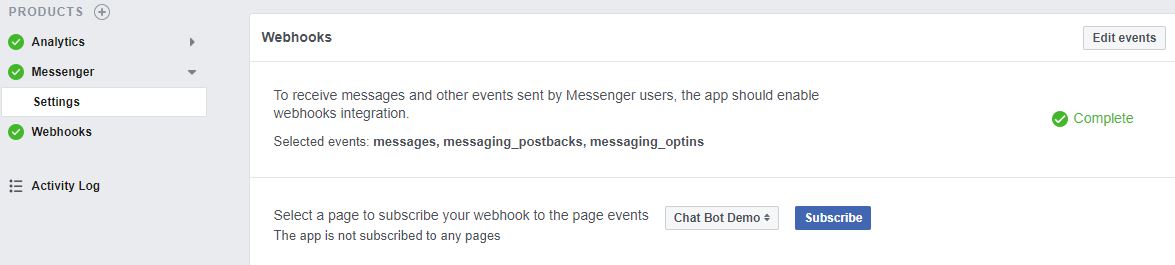 PRODUCTS
Analytics
Messenger
Settings
Webhooks
Activity Log
Webhooks
Edit events
To receive messages and other events sent by Messenger users, the app should enable
webhooks integration.
Complete
Selected events: messages, messaging_postbacks, messaging_optins
Select a page to subscribe your webhook to the page events
Chat Bot Demo
Subscribe
The app is not subscribed to any pages